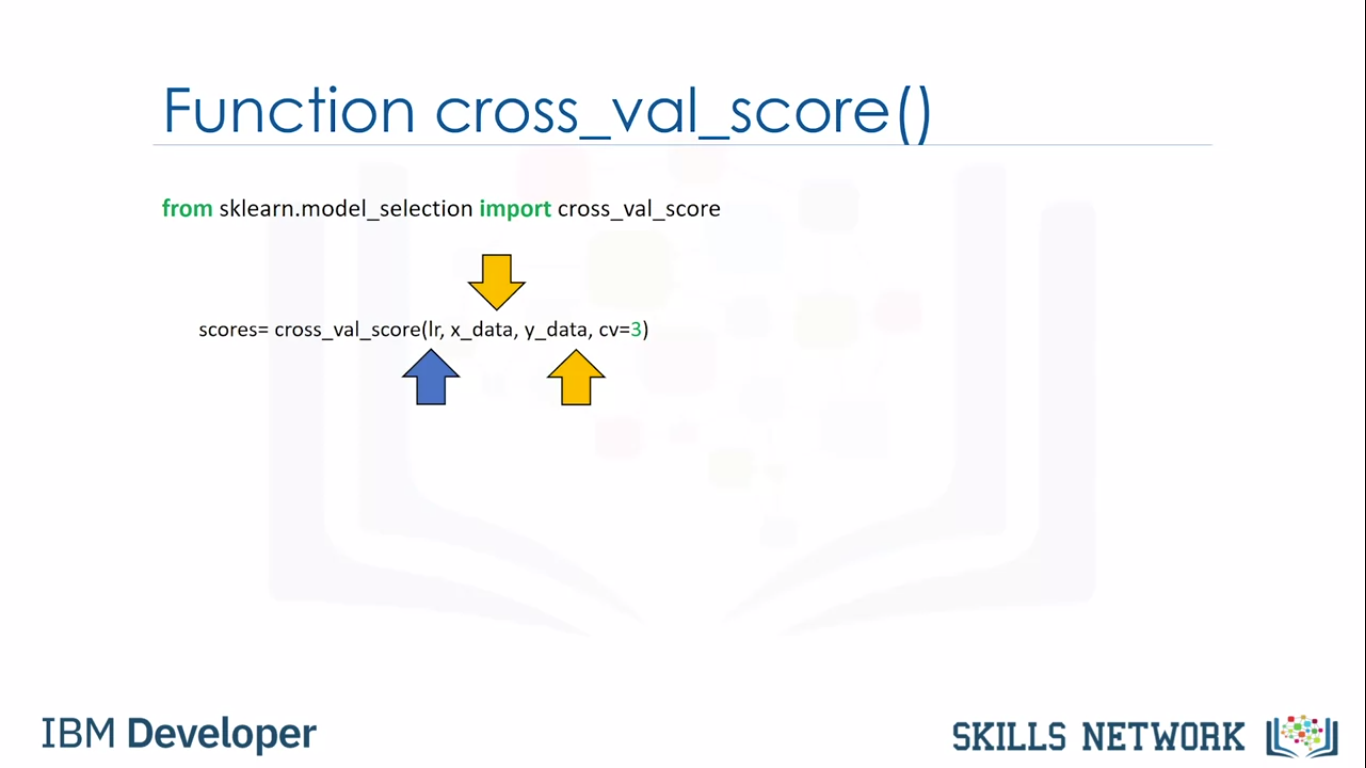 Function cross_val_score()
from sklearn.model_selection import cross_val_score
scores= cross_val_score(lr, x_data, y_data, cv=3)
IBM Developer
SKILLS NETWORK